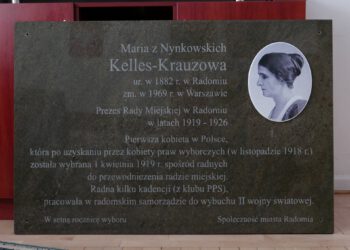 Maria z Nynkowskich
Kelles-Krauzowa
ur. w 1882 r. w Radomiu
zm. w 1969 r. w Warszawie
Prezes Rady Miejskiej w Radomiu
w latach 1919 - 1926
Pierwsza kobieta w Polsce,
która po uzyskaniu przez kobiety praw wyborczych (w listopadzie 1918 r.)
została wybrana 1 kwietnia 1919 r. spośród radnych
do przewodniczenia radzie miejskiej.
Radna kilku kadencji (z klubu PPS),
pracowała w radomskim samorządzie do wybuchu II wojny światowej.
W setną rocznicę wyboru
Społeczność miasta Radomia